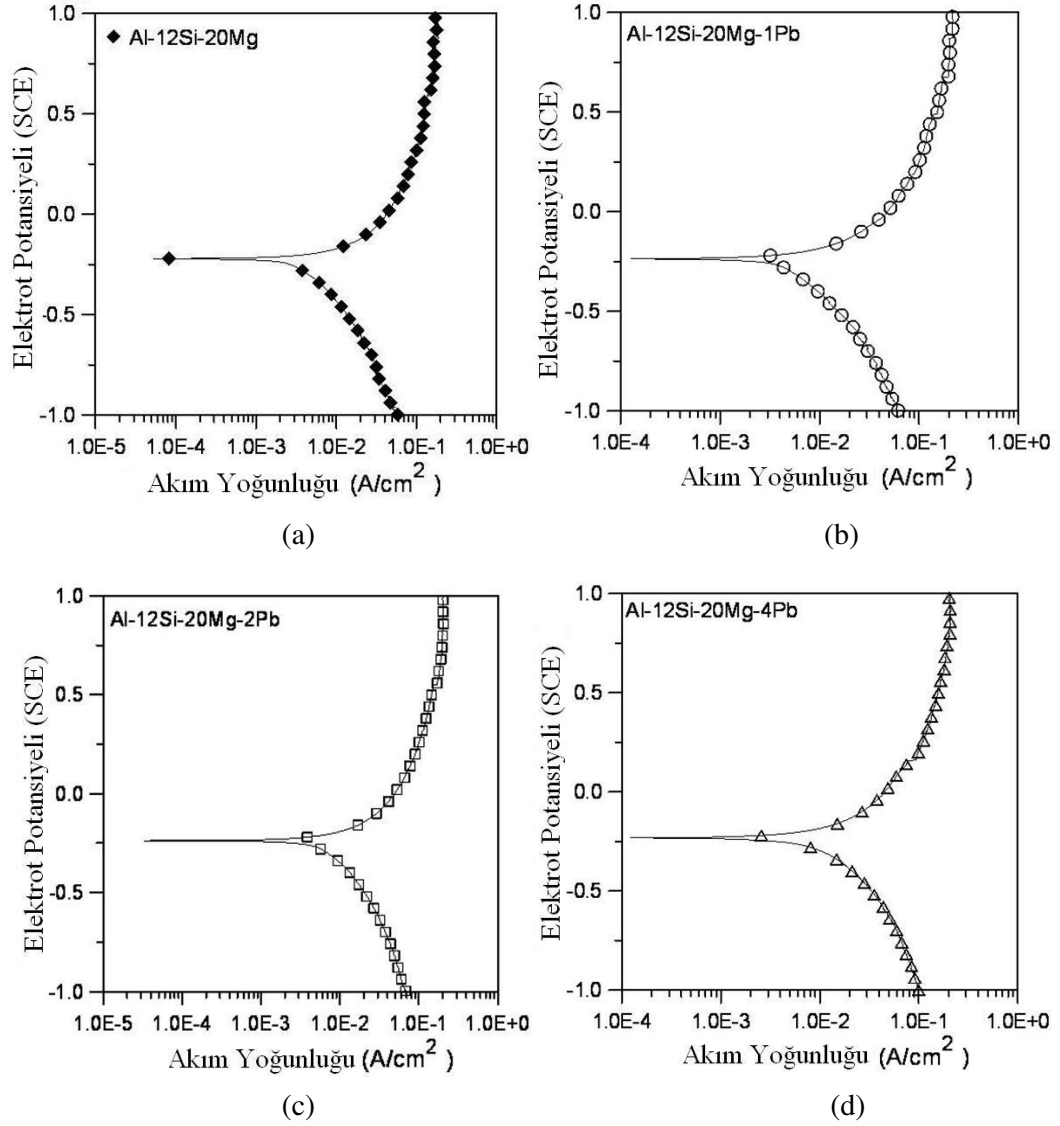 Al-12Si-20Mg
Elektrot Potansiyeli (SCE)
1.0
0.5
0.0
-0.5
-1.0
1.0E-5 1.0E-4 1.0E-3 1.0E-2 1.0E-1 1.0E+0
Akım Yoğunluğu (A/cm²)
(a)
Al-12Si-20Mg-1Pb
Elektrot Potansiyeli (SCE)
1.0
0.5
0.0
-0.5
-1.0
1.0E-4 1.0E-3 1.0E-2 1.0E-1 1.0E+0
Akım Yoğunluğu (A/cm²)
(b)
Al-12Si-20Mg-2Pb
Elektrot Potansiyeli (SCE)
1.0
0.5
0.0
-0.5
-1.0
1.0E-5 1.0E-4 1.0E-3 1.0E-2 1.0E-1 1.0E+0
Akım Yoğunluğu (A/cm²)
(c)
Al-12Si-20Mg-4Pb
Elektrot Potansiyeli (SCE)
1.0
0.5
0.0
-0.5
-1.0
1.0E-4 1.0E-3 1.0E-2 1.0E-1 1.0E+0
Akım Yoğunluğu (A/cm²)
(d)